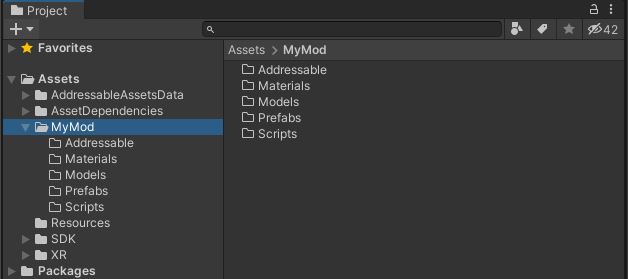 Project
42
Favorites
Assets
AddressableAssetsData
AssetDependencies
MyMod
Addressable
Materials
Models
Prefabs
Scripts
Resources
SDK
XR
Packages
Assets > MyMod
Addressable
Materials
Models
Prefabs
Scripts